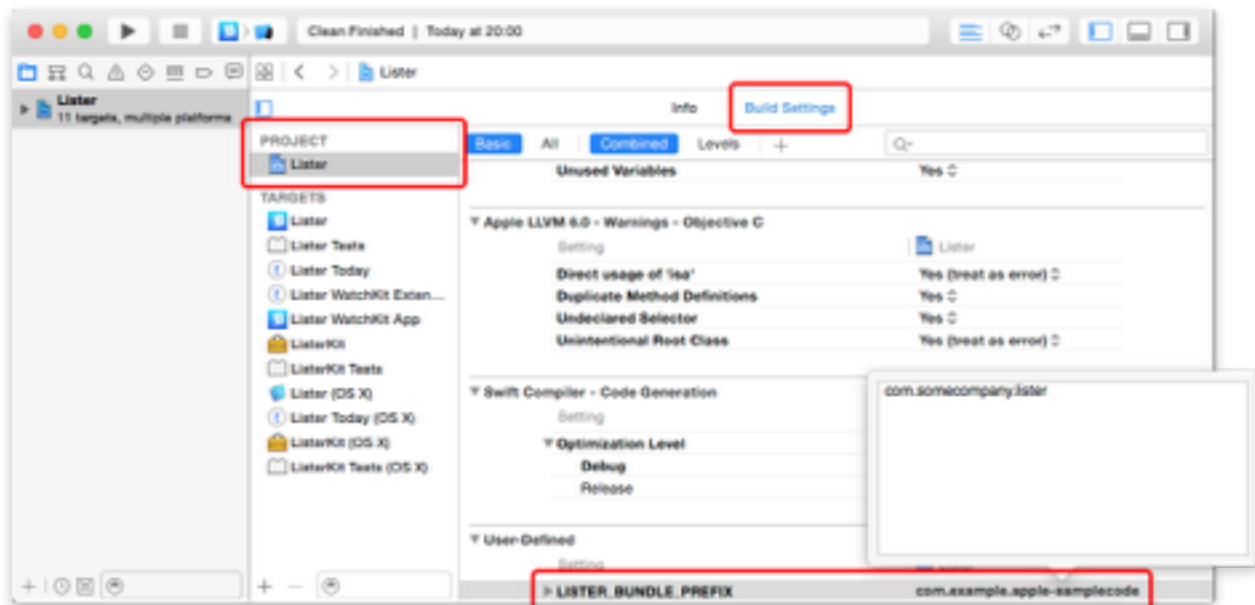 Clean Finished | Today at 20:00
Lister
Lister
11 targets, multiple platforms
Info Build Settings
PROJECT
Lister
Basic All Combined Levels +
TARGETS
Lister
Lister Tests
Lister Today
Lister WatchKit Exten...
Lister WatchKit App
ListerKit
ListerKit Tests
Lister (OS X)
Lister Today (OS X)
ListerKit (OS X)
ListerKit Tests (OS X)
Unused Variables Yes
Apple LLVM 6.0 - Warnings - Objective C
Setting Lister
Direct usage of 'isa' Yes (treat as error)
Duplicate Method Definitions Yes
Undeclared Selector Yes
Unintentional Root Class Yes (treat as error)
Swift Compiler - Code Generation
Setting
Optimization Level
Debug
Release
com.somecompany.lister
User-Defined
Setting
LISTER_BUNDLE_PREFIX com.example.apple-samplecode